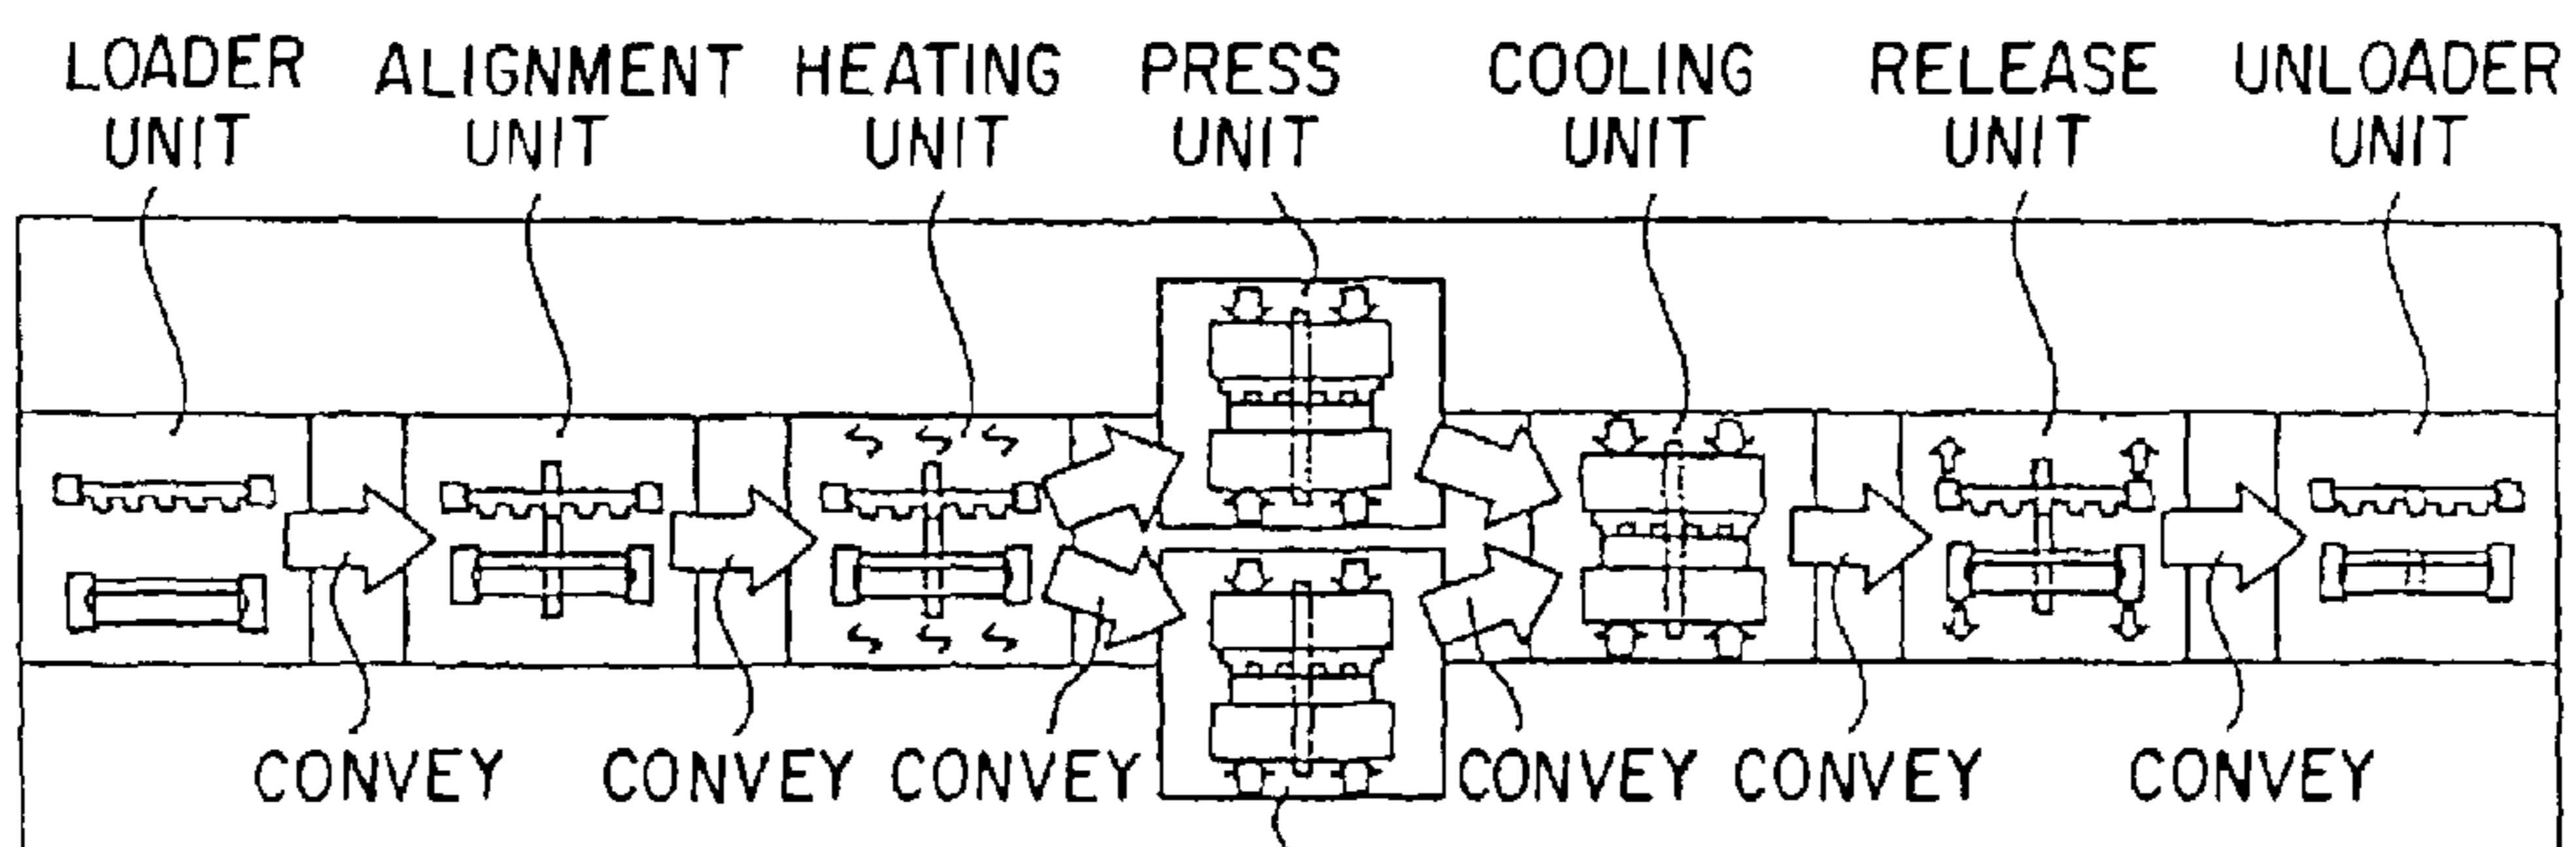 LOADER UNIT
ALIGNMENT UNIT
HEATING UNIT
PRESS UNIT
COOLING UNIT
RELEASE UNIT
UNLOADER UNIT
CONVEY
CONVEY
CONVEY
CONVEY
CONVEY
CONVEY